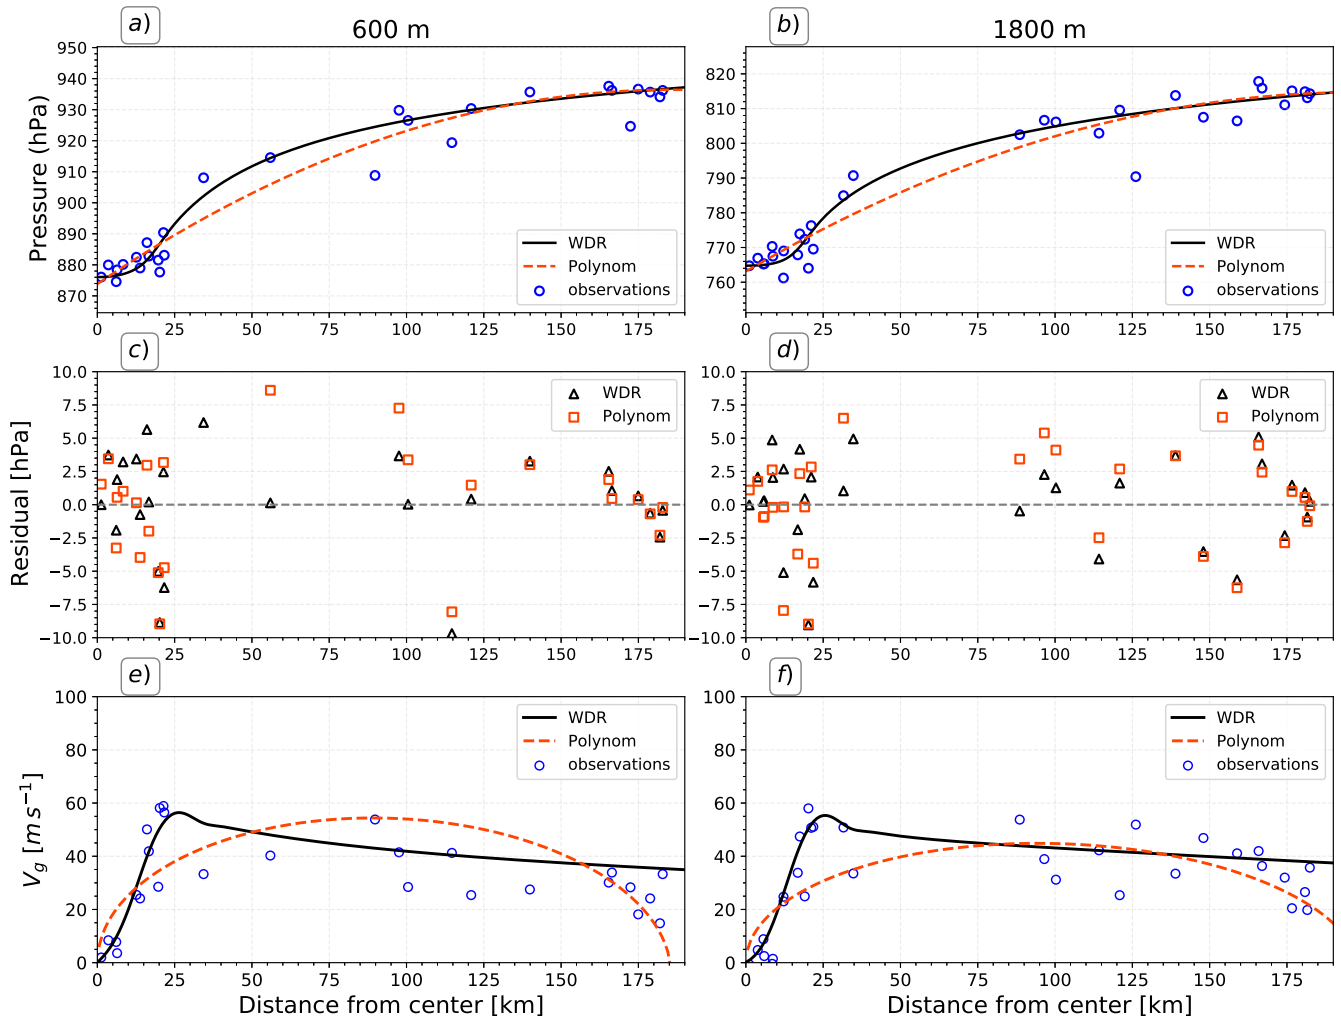 a)
600 m
b)
1800 m
Pressure (hPa)
950
940
930
920
910
900
890
880
870
WDR
Polynom
observations
0 25 50 75 100 125 150 175
820
810
800
790
780
770
760
WDR
Polynom
observations
0 25 50 75 100 125 150 175
c)
d)
Residual [hPa]
10.0
7.5
5.0
2.5
0.0
−2.5
−5.0
−7.5
−10.0
WDR
Polynom
0 25 50 75 100 125 150 175
10.0
7.5
5.0
2.5
0.0
−2.5
−5.0
−7.5
−10.0
WDR
Polynom
0 25 50 75 100 125 150 175
e)
f)
V_g [m s⁻¹]
100
80
60
40
20
0
WDR
Polynom
observations
0 25 50 75 100 125 150 175
Distance from center [km]
100
80
60
40
20
0
WDR
Polynom
observations
0 25 50 75 100 125 150 175
Distance from center [km]